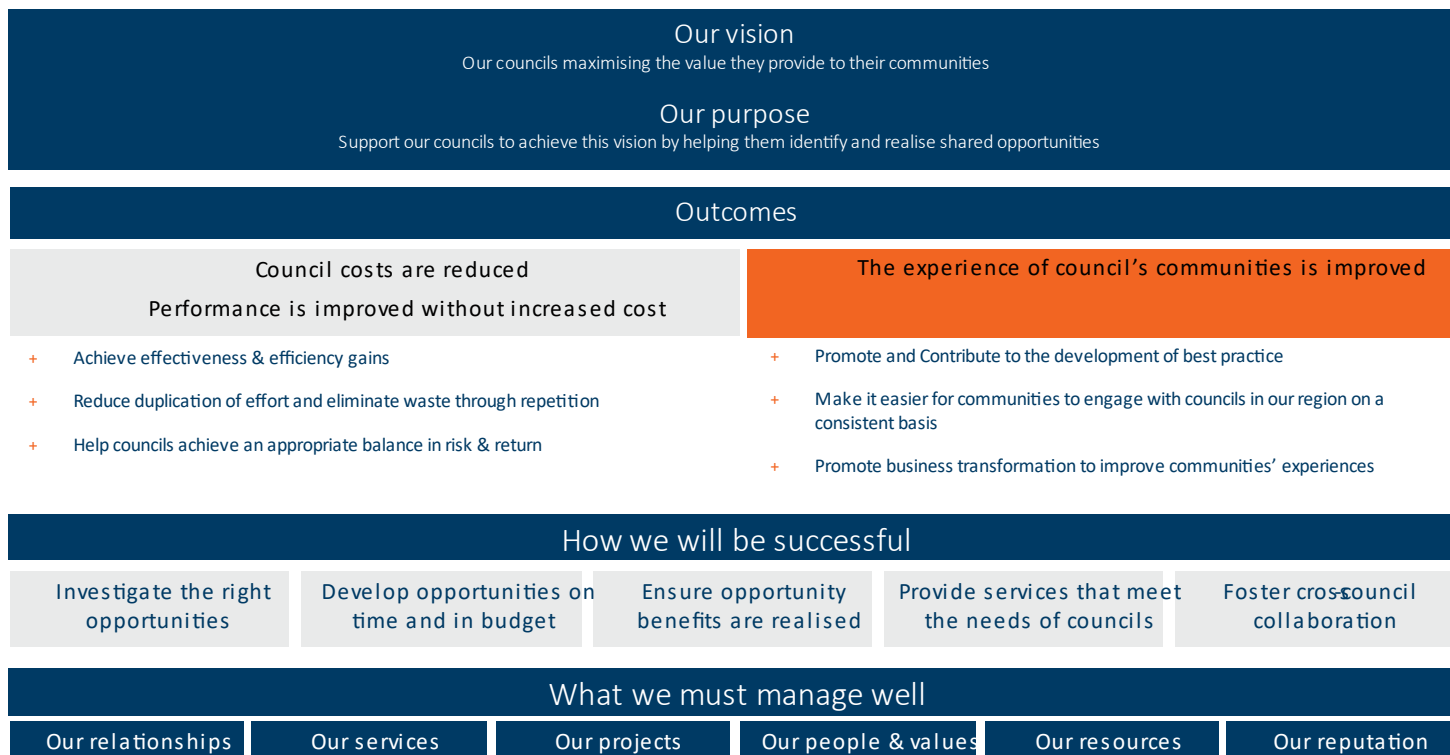 Our vision
Our councils maximising the value they provide to their communities
Our purpose
Support our councils to achieve this vision by helping them identify and realise shared opportunities
Outcomes
Council costs are reduced
Performance is improved without increased cost
The experience of council’s communities is improved
+ Achieve effectiveness & efficiency gains
+ Reduce duplication of effort and eliminate waste through repetition
+ Help councils achieve an appropriate balance in risk & return
+ Promote and Contribute to the development of best practice
+ Make it easier for communities to engage with councils in our region on a
consistent basis
+ Promote business transformation to improve communities’ experiences
How we will be successful
Investigate the right
opportunities
Develop opportunities on
time and in budget
Ensure opportunity
benefits are realised
Provide services that meet
the needs of councils
Foster cross-council
collaboration
What we must manage well
Our relationships
Our services
Our projects
Our people & values
Our resources
Our reputation